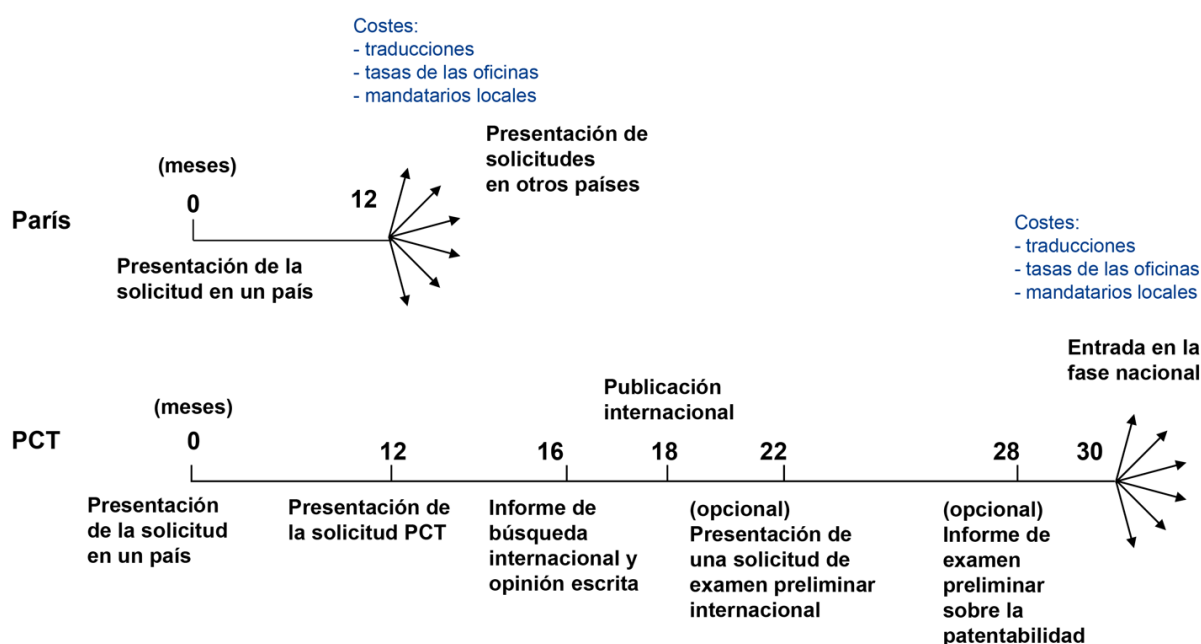 Costes:
- traducciones
- tasas de las oficinas
- mandatarios locales
Presentación de
solicitudes
en otros países
(meses)
0
12
París
Presentación de la
solicitud en un país
Costes:
- traducciones
- tasas de las oficinas
- mandatarios locales
Entrada en la
fase nacional
Publicación
internacional
(meses)
PCT
0
12
16
18
22
28
30
Presentación
de la solicitud
en un país
Presentación de
la solicitud PCT
Informe de
búsqueda
internacional y
opinión escrita
(opcional)
Presentación de
una solicitud de
examen preliminar
internacional
(opcional)
Informe de
examen
preliminar
sobre la
patentabilidad